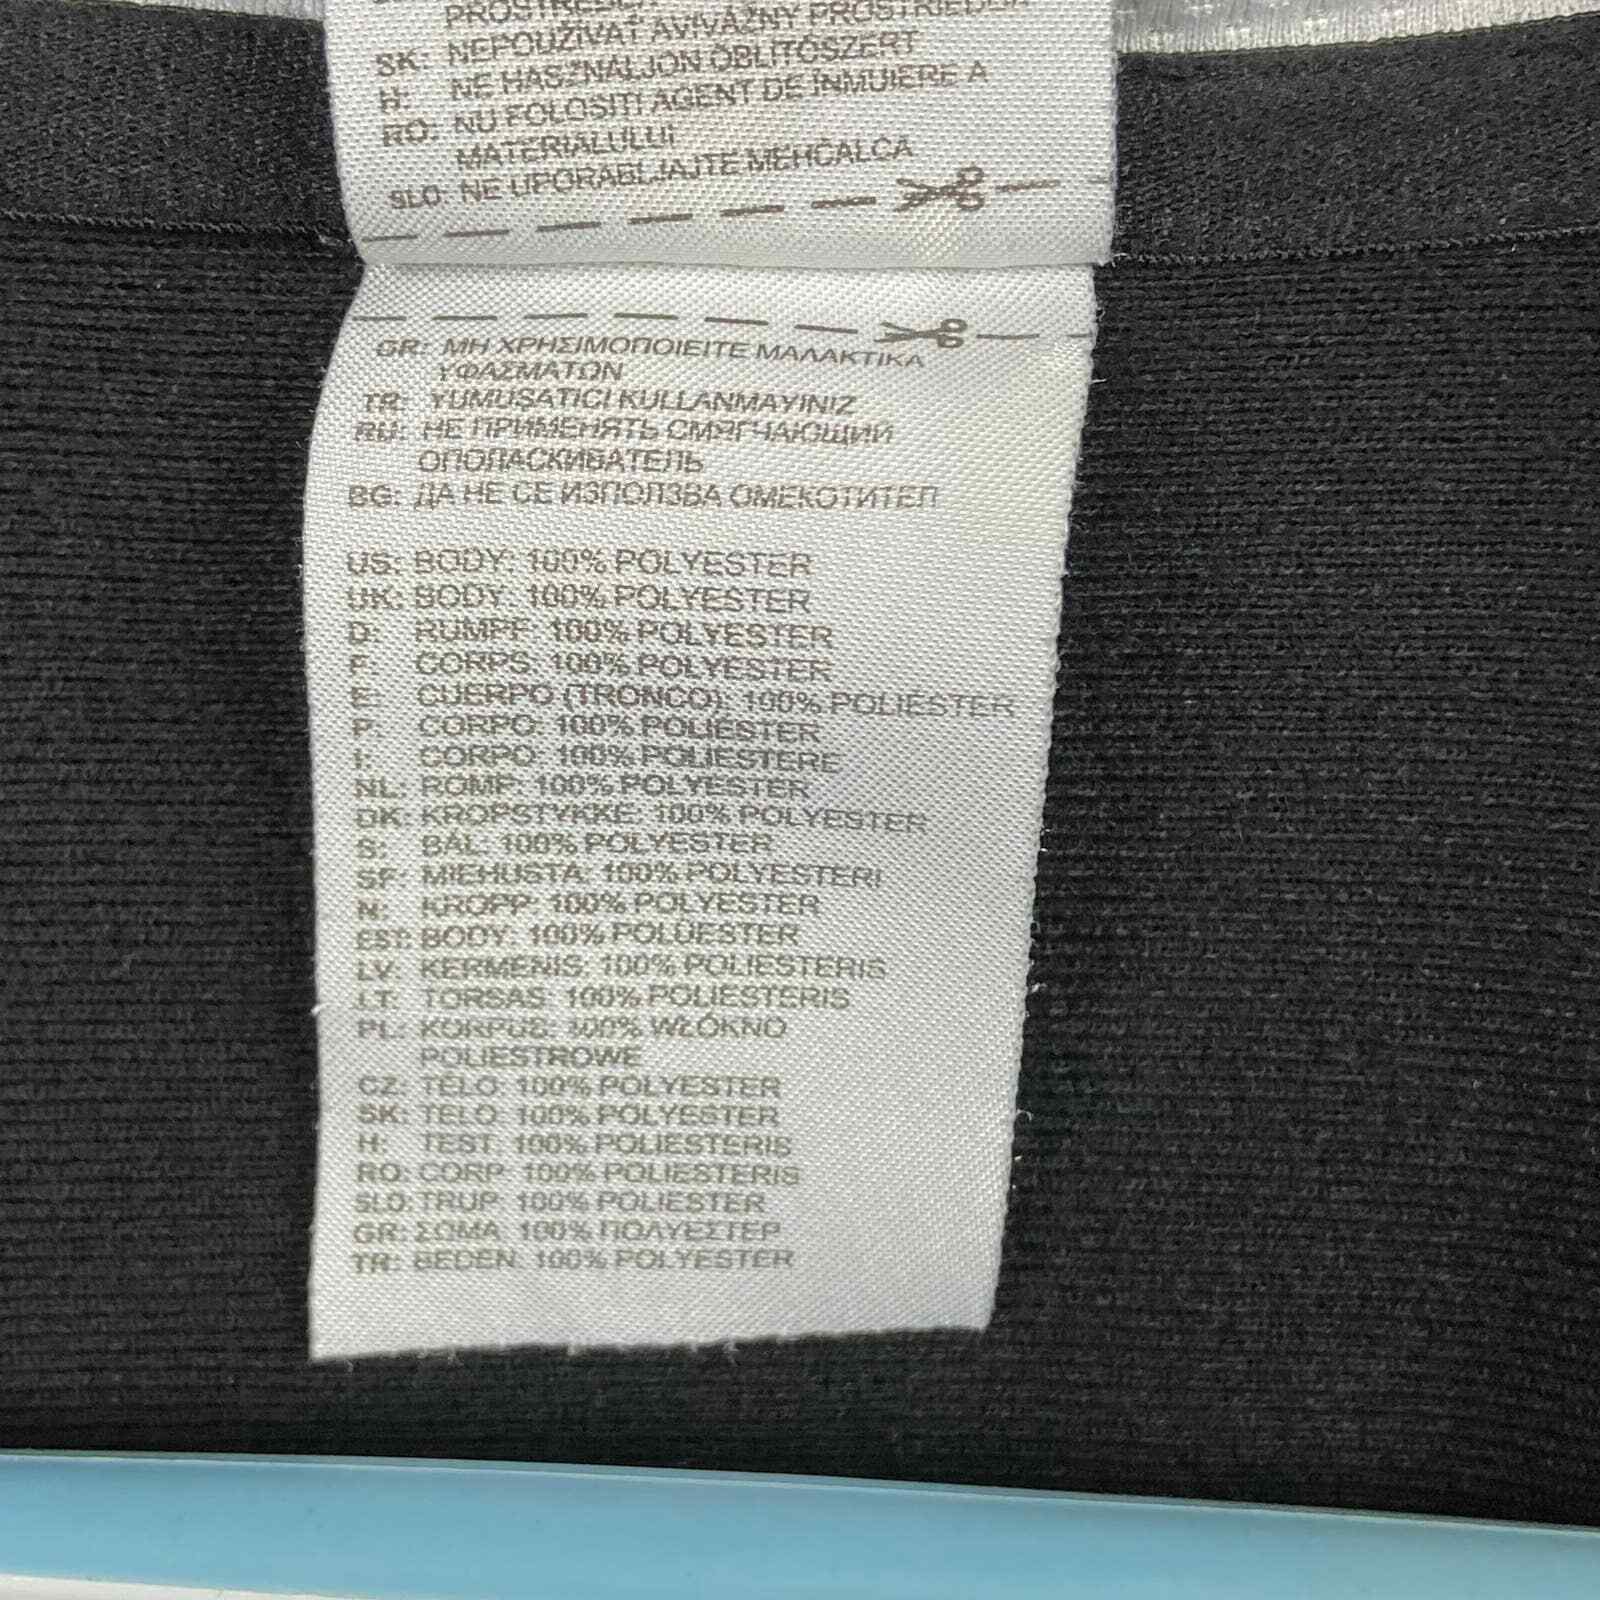 SK: NEPOUŽÍVAŤ AVIVÁŽNY PROSTRIEDOK
H: NE HASZNÁLJON ÖBLÍTŐSZERT
RO: NU FOLOSITI AGENT DE ÎNMUIERE A
MATERIALULUI
SLO: NE UPORABLJAJTE MEHČALCA
GR: ΜΗ ΧΡΗΣΙΜΟΠΟΙΕΙΤΕ ΜΑΛΑΚΤΙΚΑ
ΥΦΑΣΜΑΤΩΝ
TR: YUMUŞATICI KULLANMAYINIZ
RU: НЕ ПРИМЕНЯТЬ СМЯГЧАЮЩИЙ
ОПОЛАСКИВАТЕЛЬ
BG: ДА НЕ СЕ ИЗПОЛЗВА ОМЕКОТИТЕЛ
US: BODY: 100% POLYESTER
UK: BODY: 100% POLYESTER
D: RUMPF: 100% POLYESTER
F: CORPS: 100% POLYESTER
E: CUERPO (TRONCO): 100% POLIÉSTER
P: CORPO: 100% POLIÉSTER
I: CORPO: 100% POLIESTERE
NL: ROMP: 100% POLYESTER
DK: KROPSTYKKE: 100% POLYESTER
S: BÅL: 100% POLYESTER
SF: MIEHUSTA: 100% POLYESTERI
N: KROPP: 100% POLYESTER
EST: BODY: 100% POLÜESTER
LV: ĶERMENIS: 100% POLIESTERIS
LT: TORSAS: 100% POLIESTERIS
PL: KORPUS: 100% WŁÓKNO
POLIESTROWE
CZ: TĚLO: 100% POLYESTER
SK: TELO: 100% POLYESTER
H: TEST: 100% POLIESTERIS
RO: CORP: 100% POLIESTERIS
SLO: TRUP: 100% POLIESTER
GR: ΣΩΜΑ: 100% ΠΟΛΥΕΣΤΕΡ
TR: BEDEN: 100% POLYESTER